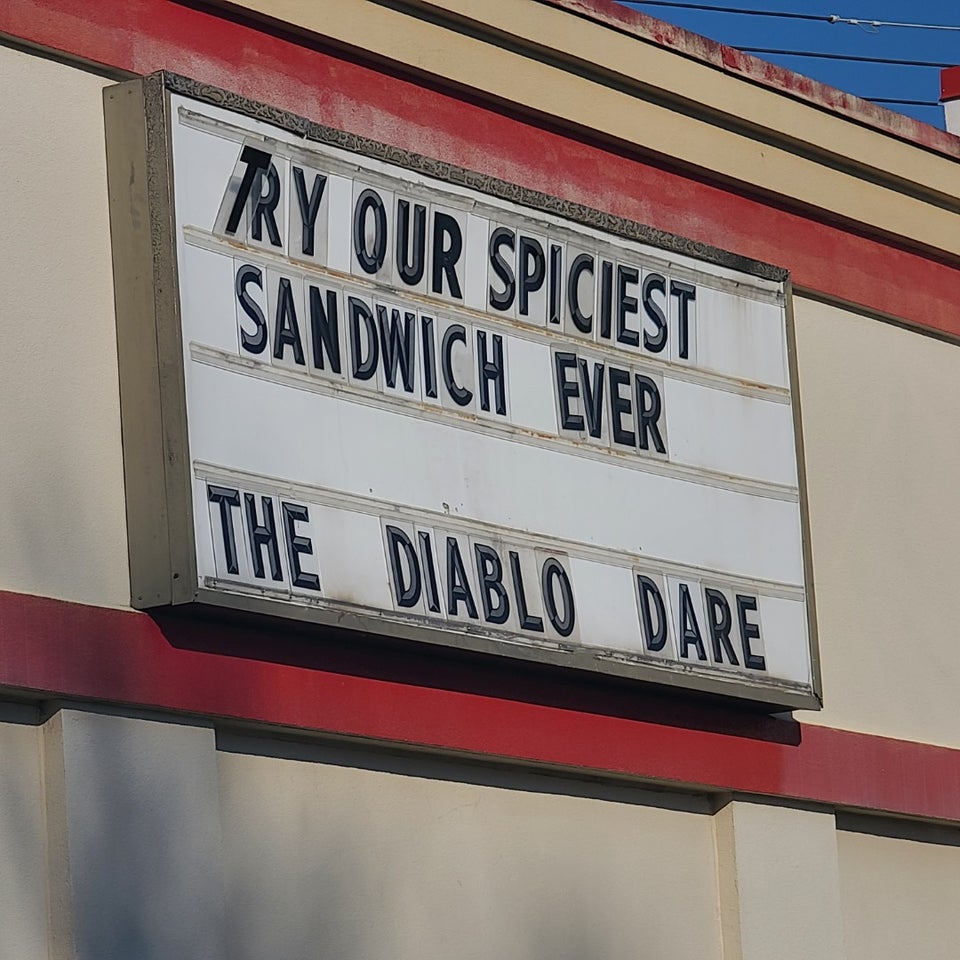 TRY OUR SPICIEST
SANDWICH EVER
THE DIABLO DARE